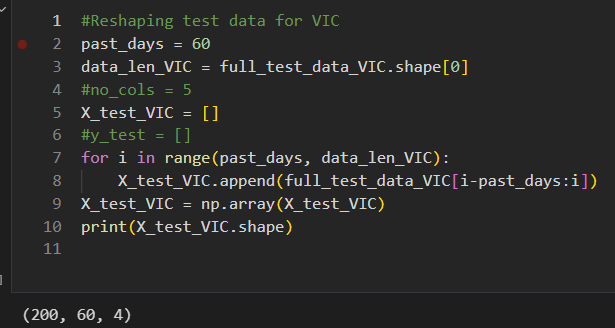 1 #Reshaping test data for VIC
2 past_days = 60
3 data_len_VIC = full_test_data_VIC.shape[0]
4 #no_cols = 5
5 X_test_VIC = []
6 #y_test = []
7 for i in range(past_days, data_len_VIC):
8     X_test_VIC.append(full_test_data_VIC[i-past_days:i])
9 X_test_VIC = np.array(X_test_VIC)
10 print(X_test_VIC.shape)
11
(200, 60, 4)